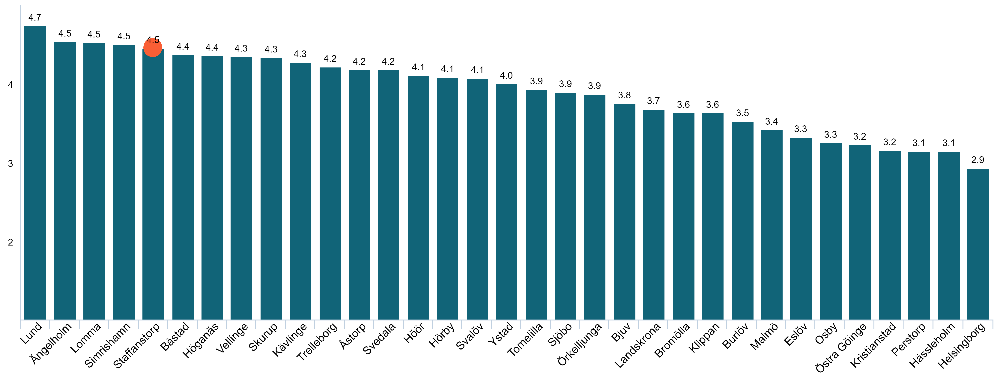 4.7
4.5
4.5
4.5
4.5
4.4
4.4
4.3
4.3
4.3
4.2
4.2
4.2
4.1
4.1
4.1
4.0
3.9
3.9
3.9
3.8
3.7
3.6
3.6
3.5
3.4
3.3
3.3
3.2
3.2
3.1
3.1
2.9
4
3
2
Lund
Ängelholm
Lomma
Simrishamn
Staffanstorp
Båstad
Höganäs
Vellinge
Skurup
Kävlinge
Trelleborg
Åstorp
Svedala
Höör
Hörby
Svalöv
Ystad
Tomelilla
Sjöbo
Örkelljunga
Bjuv
Landskrona
Bromölla
Klippan
Burlöv
Malmö
Eslöv
Osby
Östra Göinge
Kristianstad
Perstorp
Hässleholm
Helsingborg